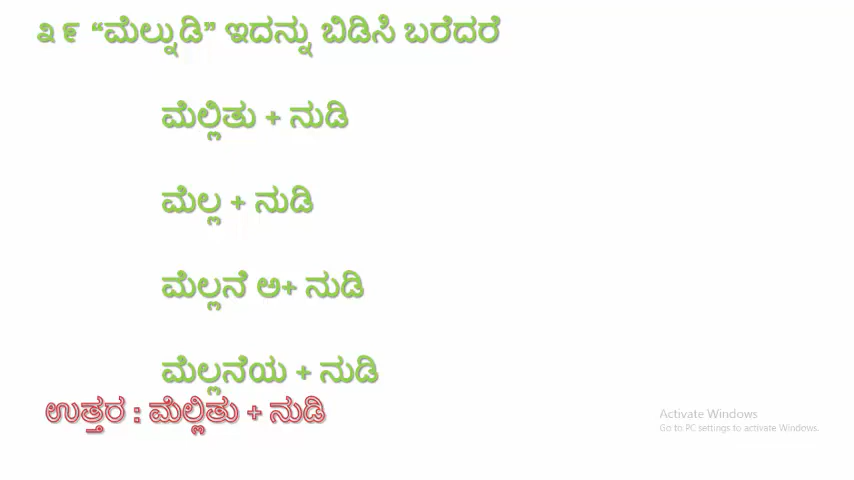 ೩೯ “ಮೆಲ್ನುಡಿ” ಇದನ್ನು ಬಿಡಿಸಿ ಬರೆದರೆ
ಮೆಲ್ಲಿತು + ನುಡಿ
ಮೆಲ್ಲ + ನುಡಿ
ಮೆಲ್ಲನೆ ಅ+ ನುಡಿ
ಮೆಲ್ಲನೆಯ + ನುಡಿ
ಉತ್ತರ : ಮೆಲ್ಲಿತು + ನುಡಿ
Activate Windows
Go to PC settings to activate Windows.